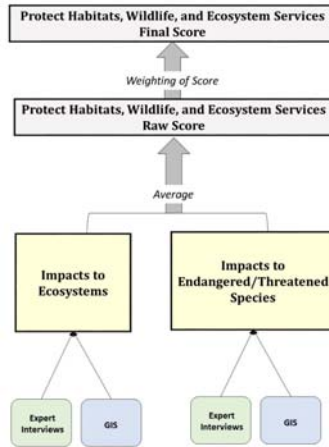 Protect Habitats, Wildlife, and Ecosystem Services
Final Score
Weighting of Score
Protect Habitats, Wildlife, and Ecosystem Services
Raw Score
Average
Impacts to
Ecosystems
Impacts to
Endangered/Threatened
Species
Expert
Interviews
GIS
Expert
Interviews
GIS